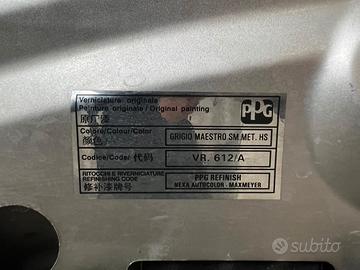 Verniciatura originale
Peinture originale / Original painting
原厂漆
PPG
Colore/Colour/Color
颜色
GRIGIO MAESTRO SM MET. HS
Codice/Code/ 代码
VR. 612/A
RITOCCHI E RIVERNICIATURE
REFINISHING CODE
修补漆牌号
PPG REFINISH
NEXA AUTOCOLOR - MAXMEYER
subito